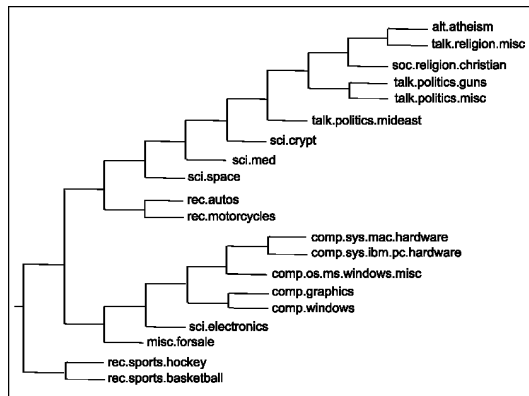 alt.atheism
talk.religion.misc
soc.religion.christian
talk.politics.guns
talk.politics.misc
talk.politics.mideast
sci.crypt
sci.med
sci.space
rec.autos
rec.motorcycles
comp.sys.mac.hardware
comp.sys.ibm.pc.hardware
comp.os.ms.windows.misc
comp.graphics
comp.windows
sci.electronics
misc.forsale
rec.sports.hockey
rec.sports.basketball